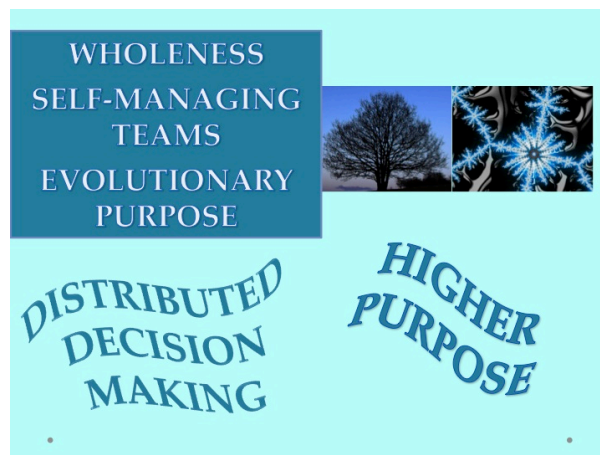 WHOLENESS
SELF-MANAGING
TEAMS
EVOLUTIONARY
PURPOSE
DISTRIBUTED
DECISION
MAKING
HIGHER
PURPOSE